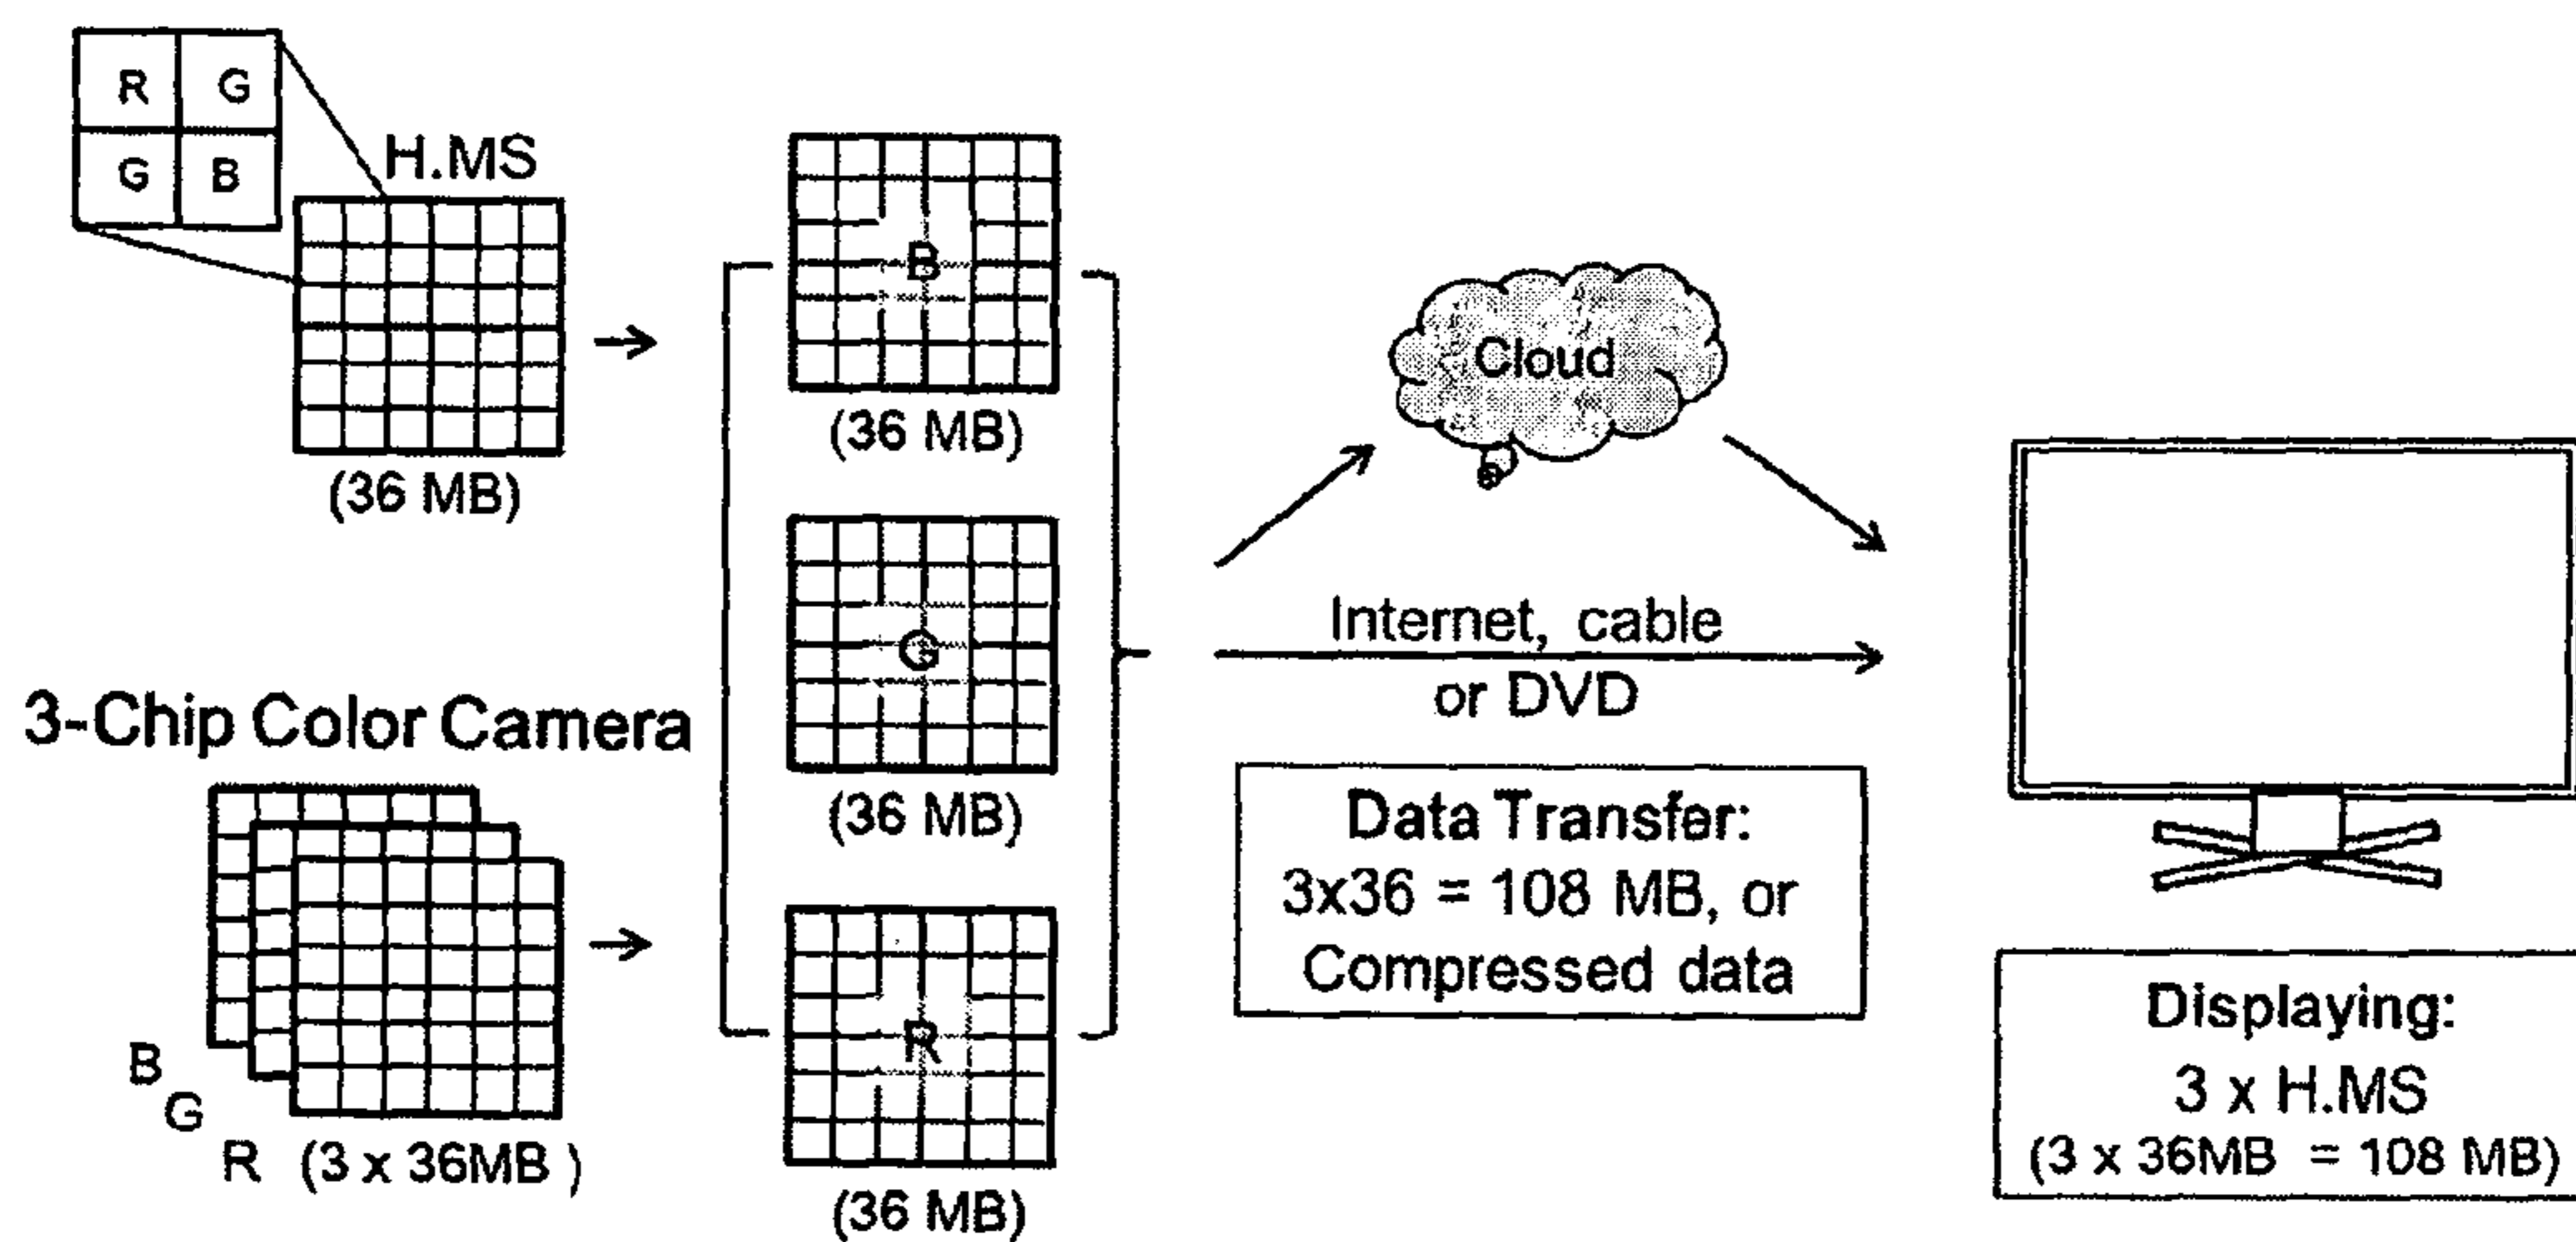 R G
G B
H.MS
(36 MB)
3-Chip Color Camera
B
G
R (3 x 36MB )
B
(36 MB)
G
(36 MB)
R
(36 MB)
Cloud
Internet, cable
or DVD
Data Transfer:
3x36 = 108 MB, or
Compressed data
Displaying:
3 x H.MS
(3 x 36MB = 108 MB)